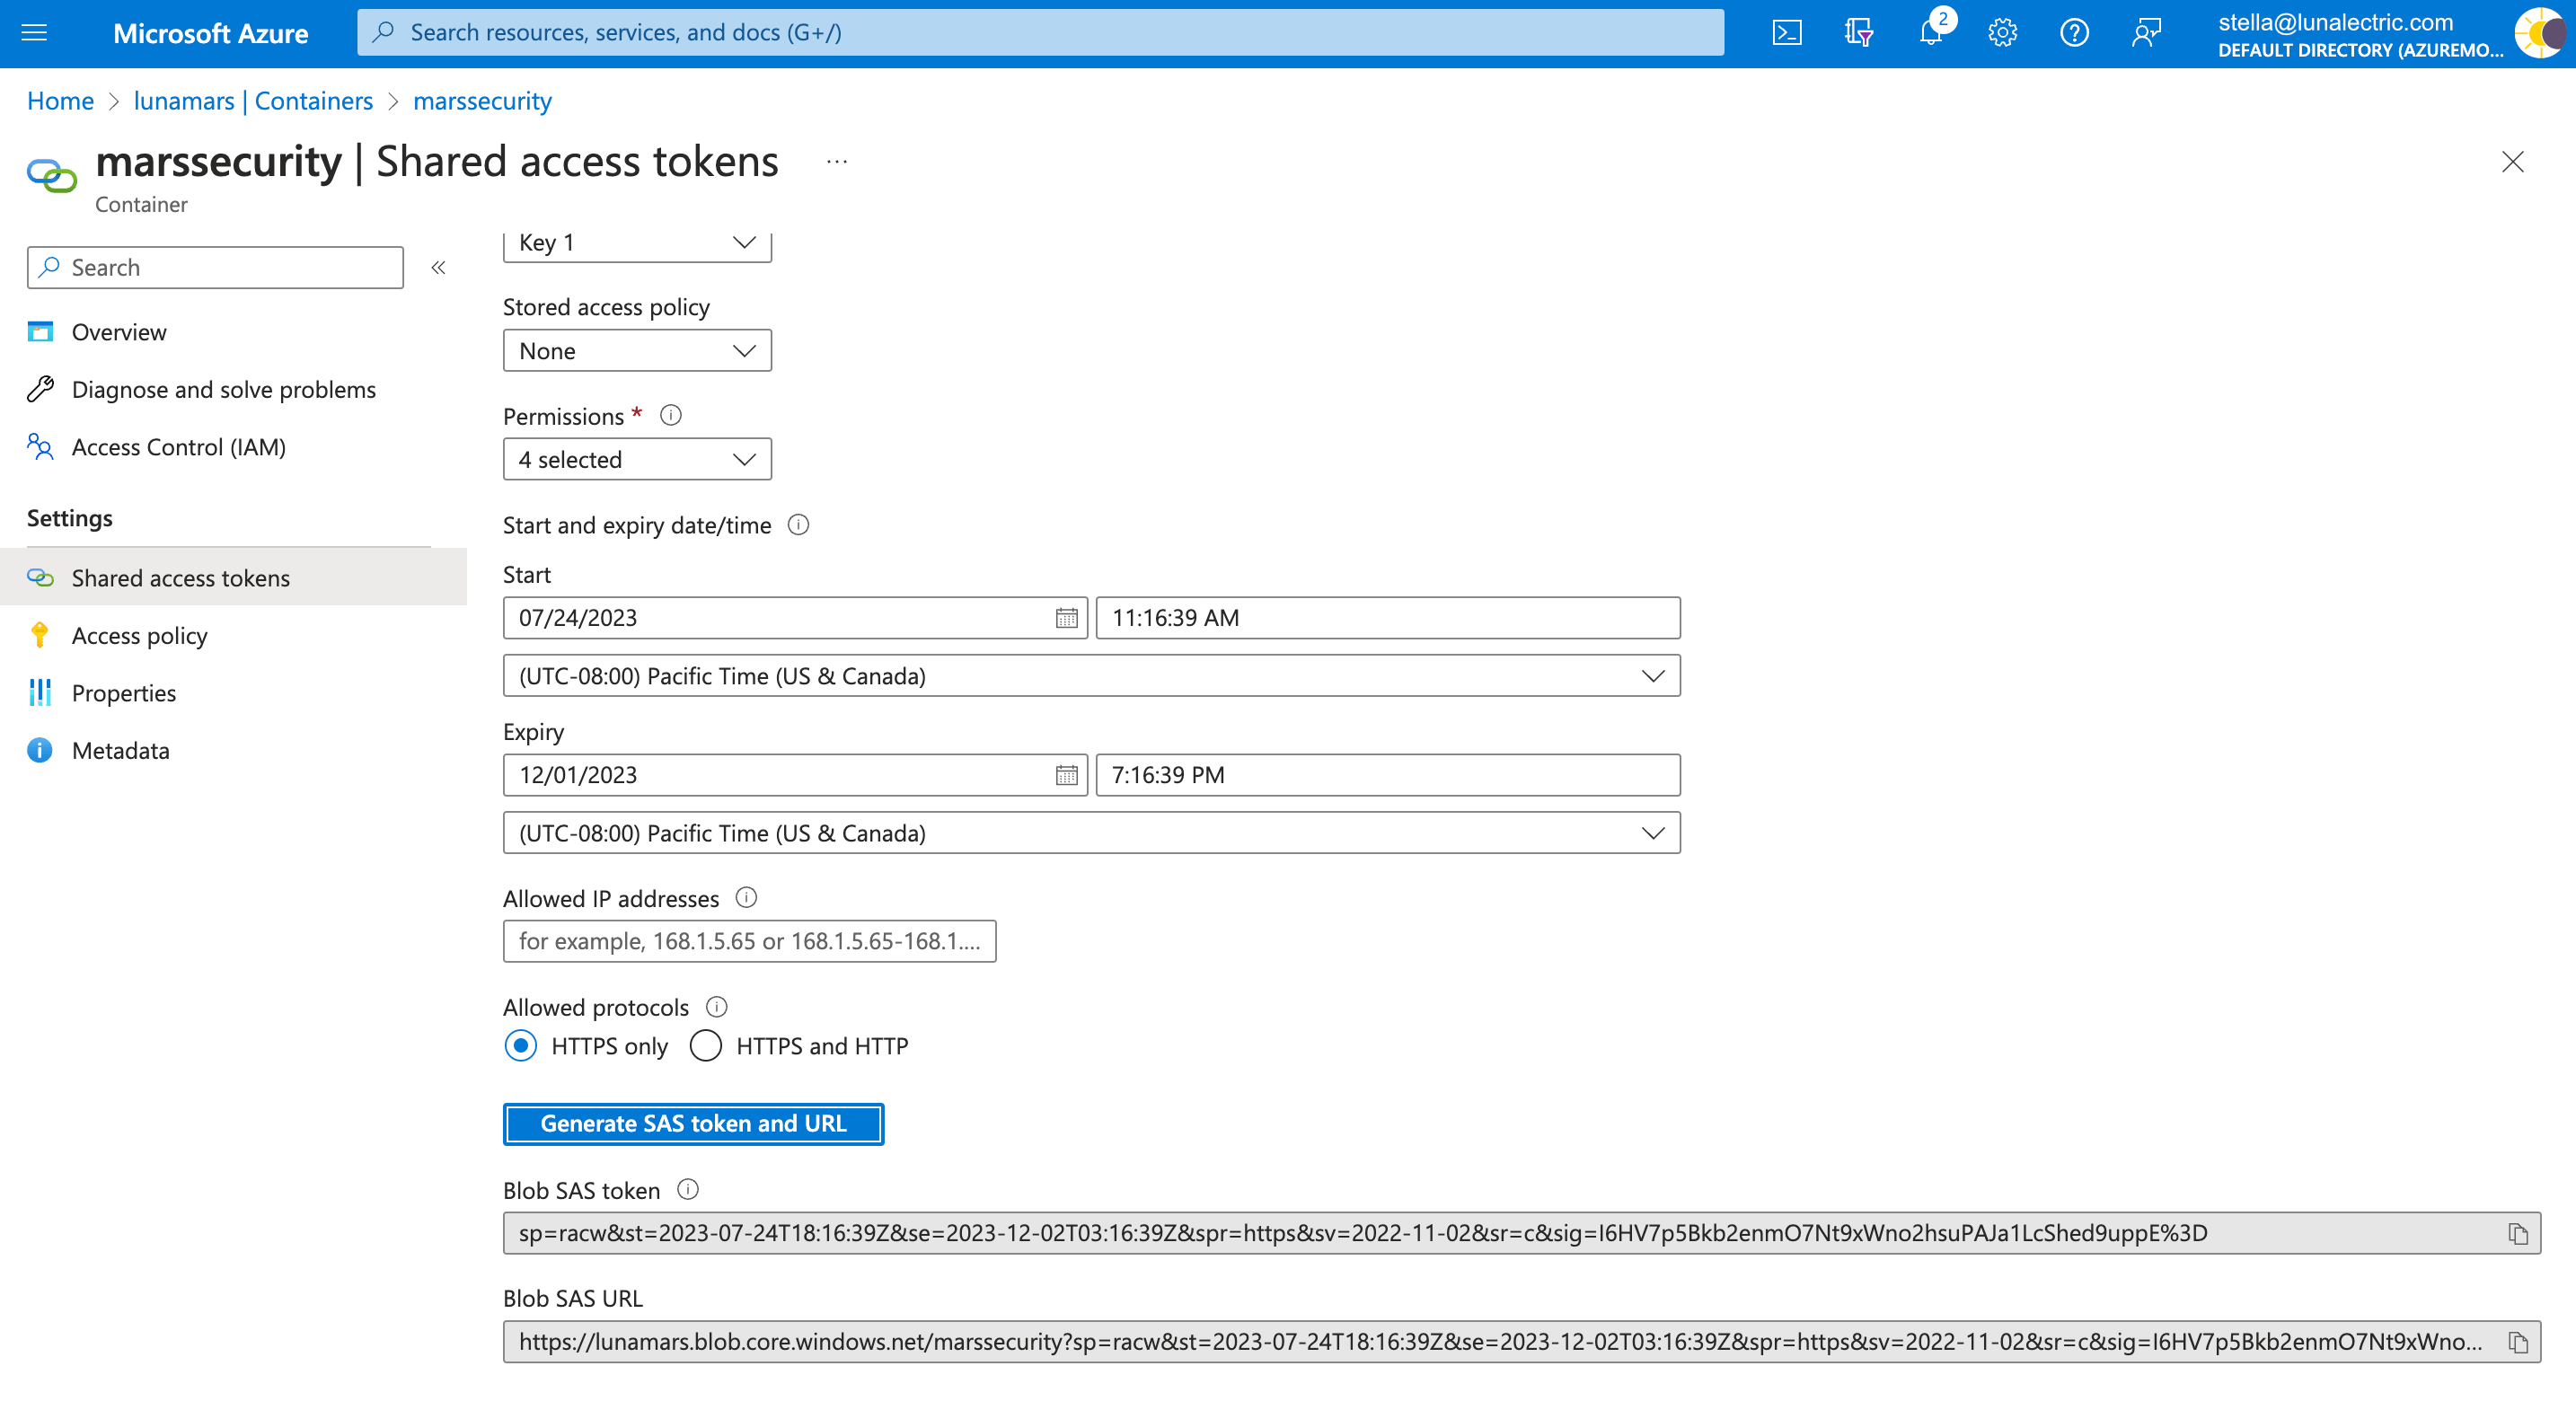 Microsoft Azure
Search resources, services, and docs (G+/)
2
stella@lunalectric.com
DEFAULT DIRECTORY (AZUREMO...
Home > lunamars | Containers > marssecurity
marssecurity | Shared access tokens ...
Container
Search
«
Overview
Diagnose and solve problems
Access Control (IAM)
Settings
Shared access tokens
Access policy
Properties
Metadata
Key 1
Stored access policy
None
Permissions *
4 selected
Start and expiry date/time
Start
07/24/2023
11:16:39 AM
(UTC-08:00) Pacific Time (US & Canada)
Expiry
12/01/2023
7:16:39 PM
(UTC-08:00) Pacific Time (US & Canada)
Allowed IP addresses
for example, 168.1.5.65 or 168.1.5.65-168.1....
Allowed protocols
HTTPS only
HTTPS and HTTP
Generate SAS token and URL
Blob SAS token
sp=racw&st=2023-07-24T18:16:39Z&se=2023-12-02T03:16:39Z&spr=https&sv=2022-11-02&sr=c&sig=I6HV7p5Bkb2enmO7Nt9xWno2hsuPAJa1LcShed9uppE%3D
Blob SAS URL
https://lunamars.blob.core.windows.net/marssecurity?sp=racw&st=2023-07-24T18:16:39Z&se=2023-12-02T03:16:39Z&spr=https&sv=2022-11-02&sr=c&sig=I6HV7p5Bkb2enmO7Nt9xWno...